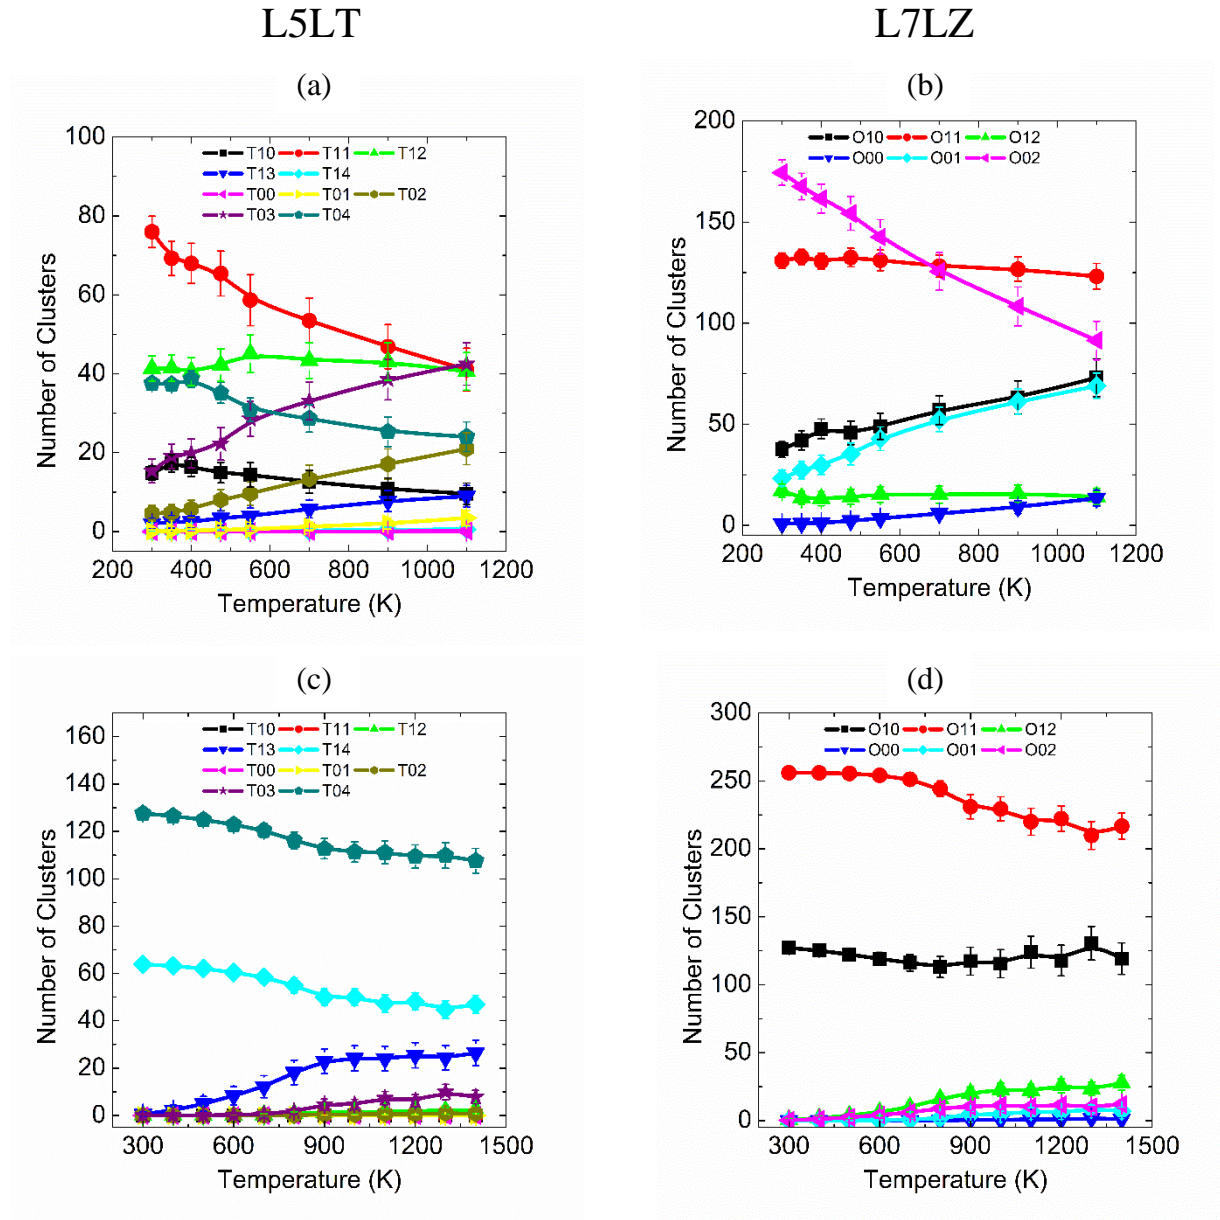 L5LT L7LZ
(a) (b)
100
80
60
40
20
0
200 400 600 800 1000 1200
Number of Clusters
Temperature (K)
T10 T11 T12
T13 T14
T00 T01 T02
T03 T04
200
150
100
50
0
200 400 600 800 1000 1200
Number of Clusters
Temperature (K)
O10 O11 O12
O00 O01 O02
(c) (d)
160
140
120
100
80
60
40
20
0
300 600 900 1200 1500
Number of Clusters
Temperature (K)
T10 T11 T12
T13 T14
T00 T01 T02
T03 T04
300
250
200
150
100
50
0
300 600 900 1200 1500
Number of Clusters
Temperature (K)
O10 O11 O12
O00 O01 O02